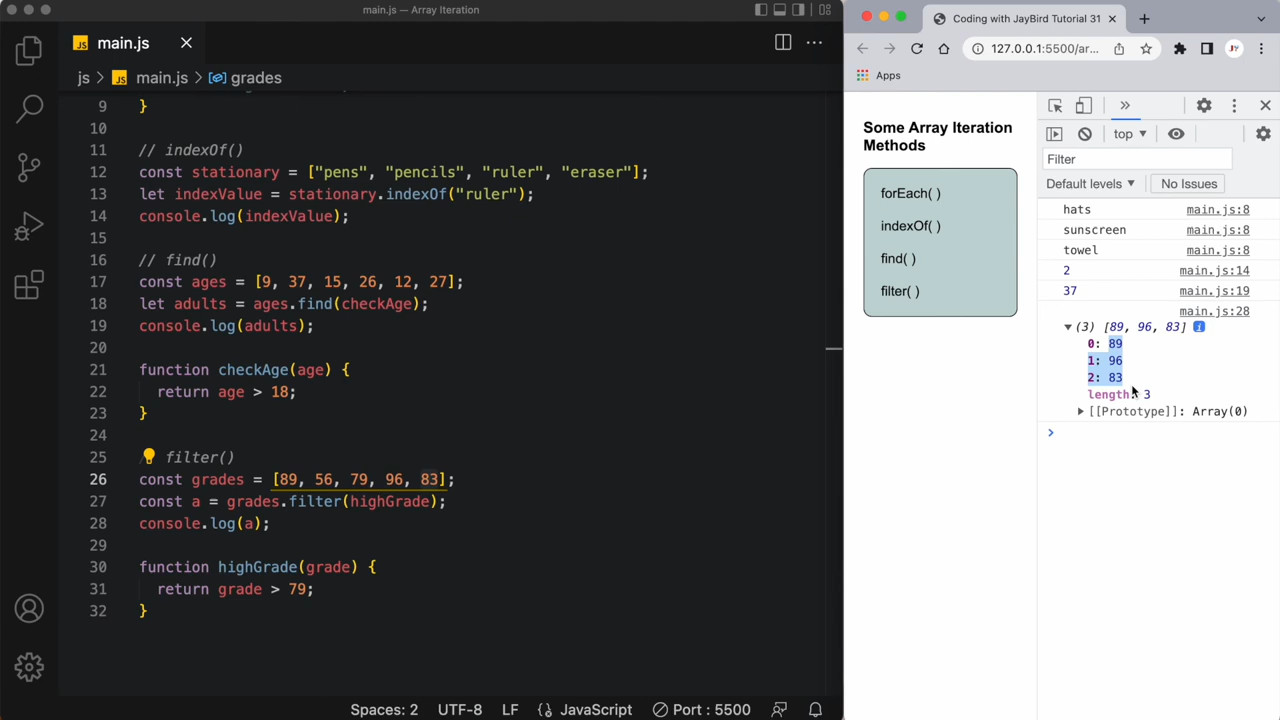 main.js — Array Iteration
JS main.js
js > JS main.js > grades
9 }
10
11 // indexOf()
12 const stationary = ["pens", "pencils", "ruler", "eraser"];
13 let indexValue = stationary.indexOf("ruler");
14 console.log(indexValue);
15
16 // find()
17 const ages = [9, 37, 15, 26, 12, 27];
18 let adults = ages.find(checkAge);
19 console.log(adults);
20
21 function checkAge(age) {
22 return age > 18;
23 }
24
25 filter()
26 const grades = [89, 56, 79, 96, 83];
27 const a = grades.filter(highGrade);
28 console.log(a);
29
30 function highGrade(grade) {
31 return grade > 79;
32 }
Spaces: 2 UTF-8 LF {} JavaScript Port : 5500
Coding with JayBird Tutorial 31
127.0.0.1:5500/ar... JY
Apps
Some Array Iteration
Methods
forEach( )
indexOf( )
find( )
filter( )
top
Filter
Default levels No Issues
hats main.js:8
sunscreen main.js:8
towel main.js:8
2 main.js:14
37 main.js:19
main.js:28
(3) [89, 96, 83] i
0: 89
1: 96
2: 83
length: 3
[[Prototype]]: Array(0)